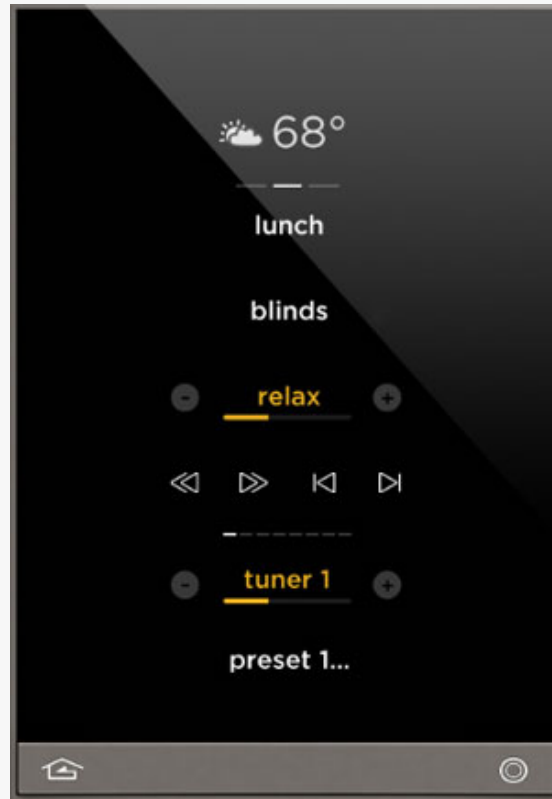 68°
lunch
blinds
- relax +
- tuner 1 +
preset 1...